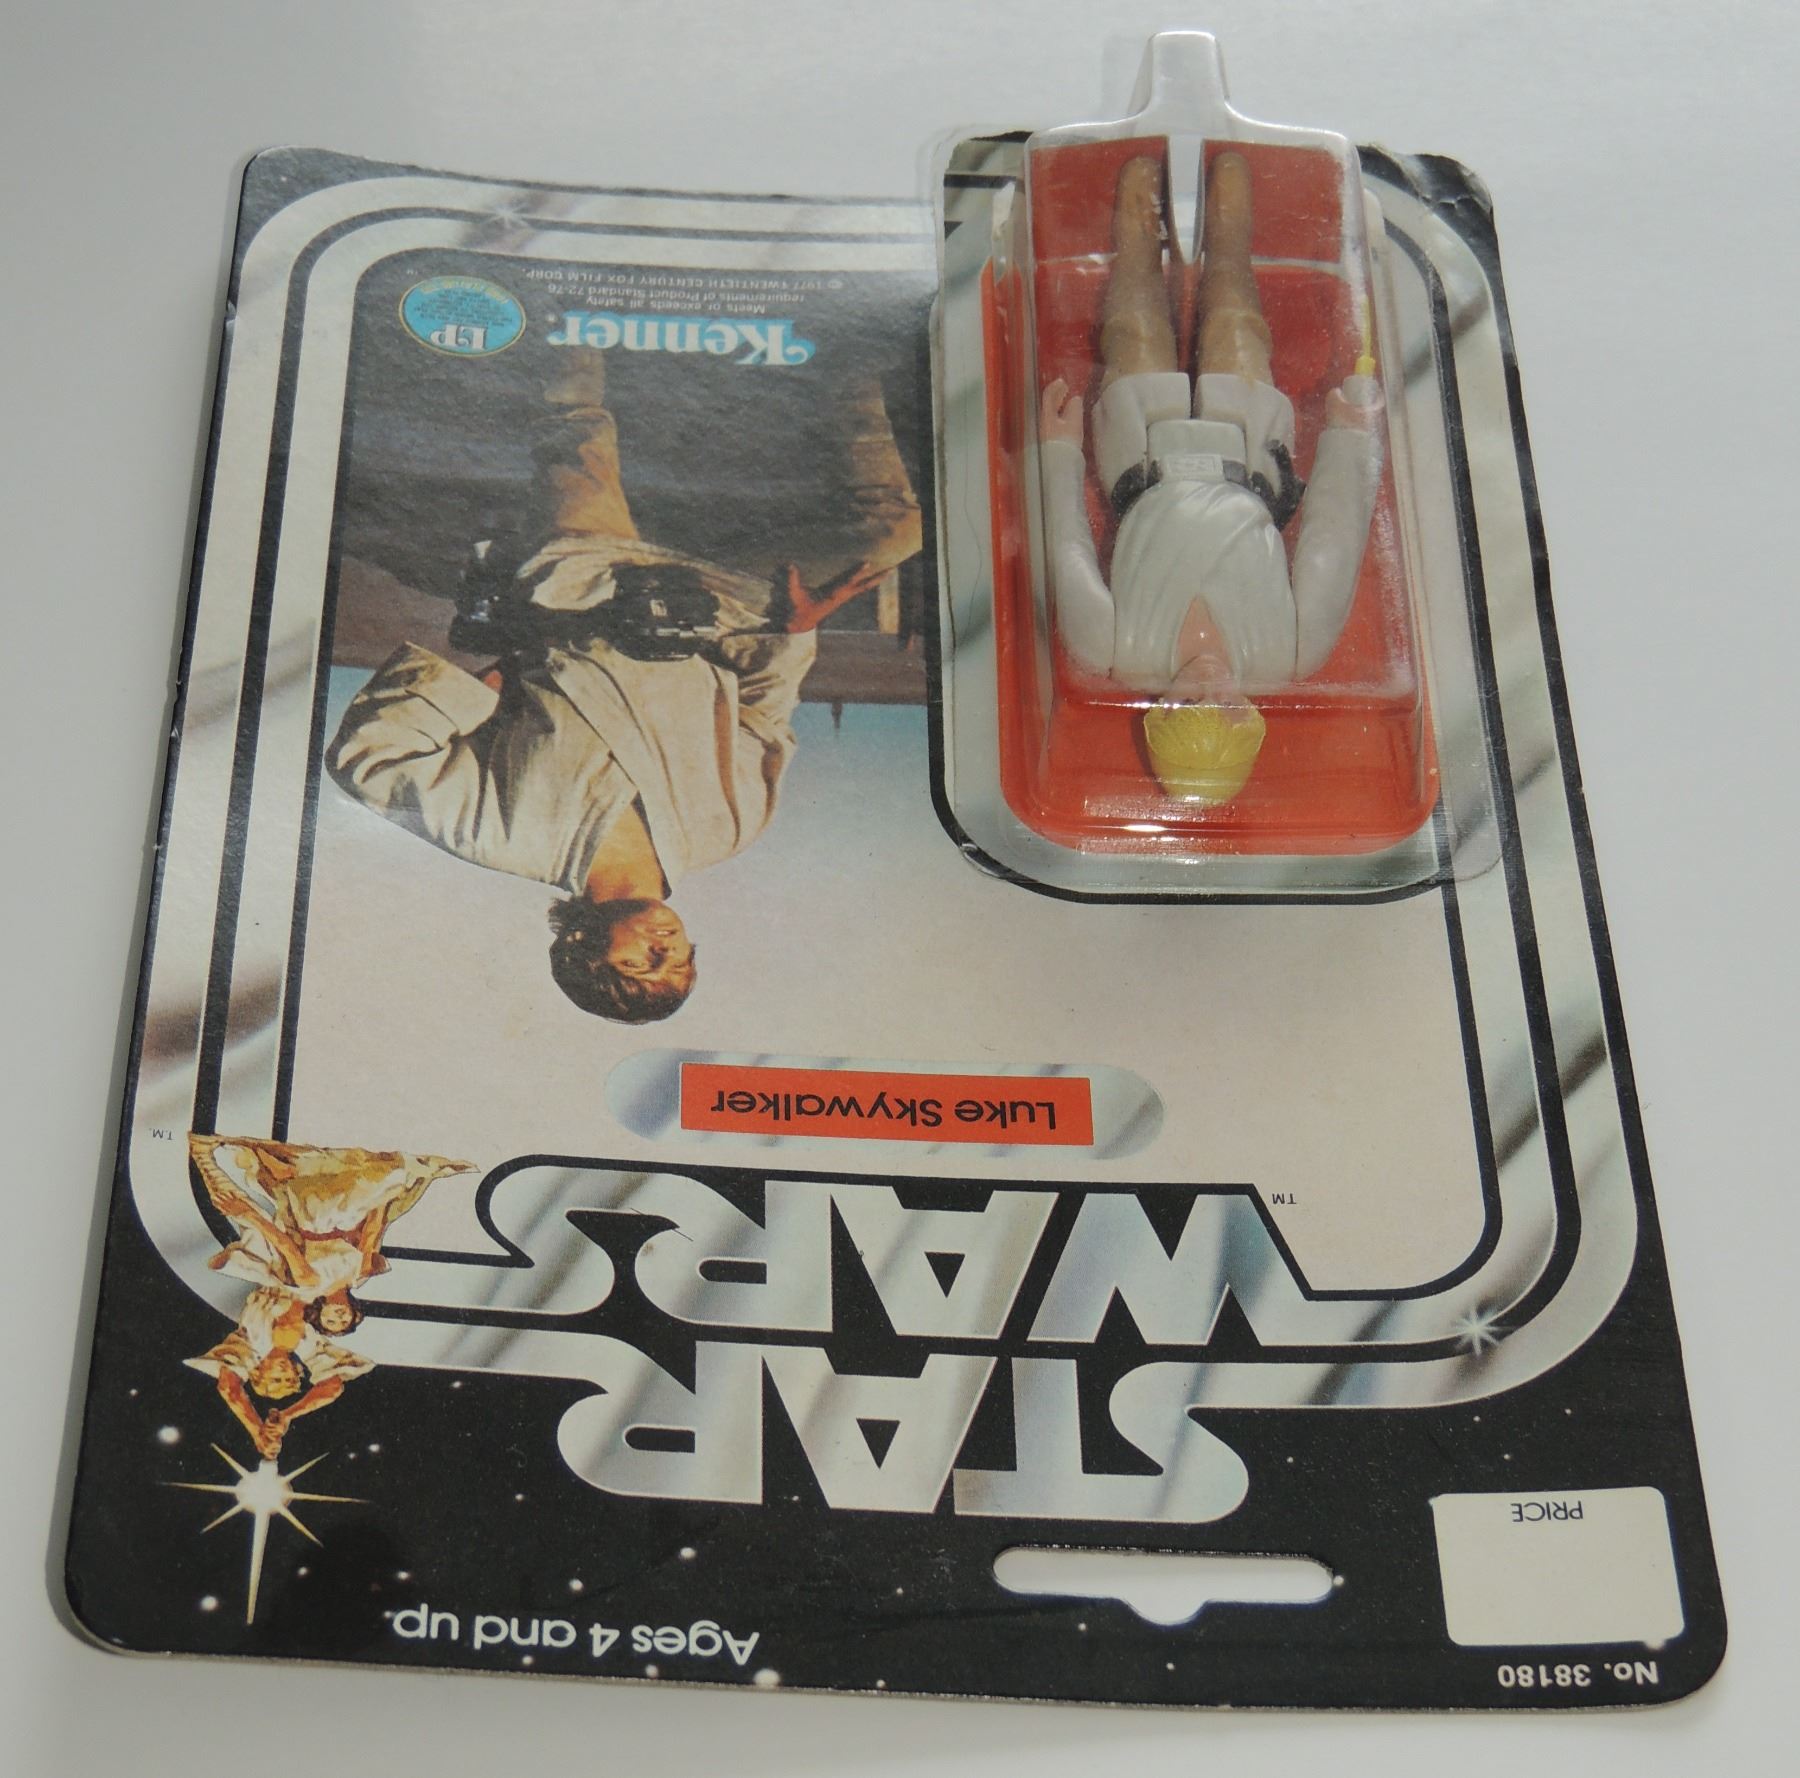 No. 38180
PRICE
Ages 4 and up.
STAR
WARS
TM
T.M.
Luke Skywalker
Kenner
Meets or exceeds all safety
requirements of Product Standard 72-76
© 1977 TWENTIETH CENTURY FOX FILM CORP.
LP
TM